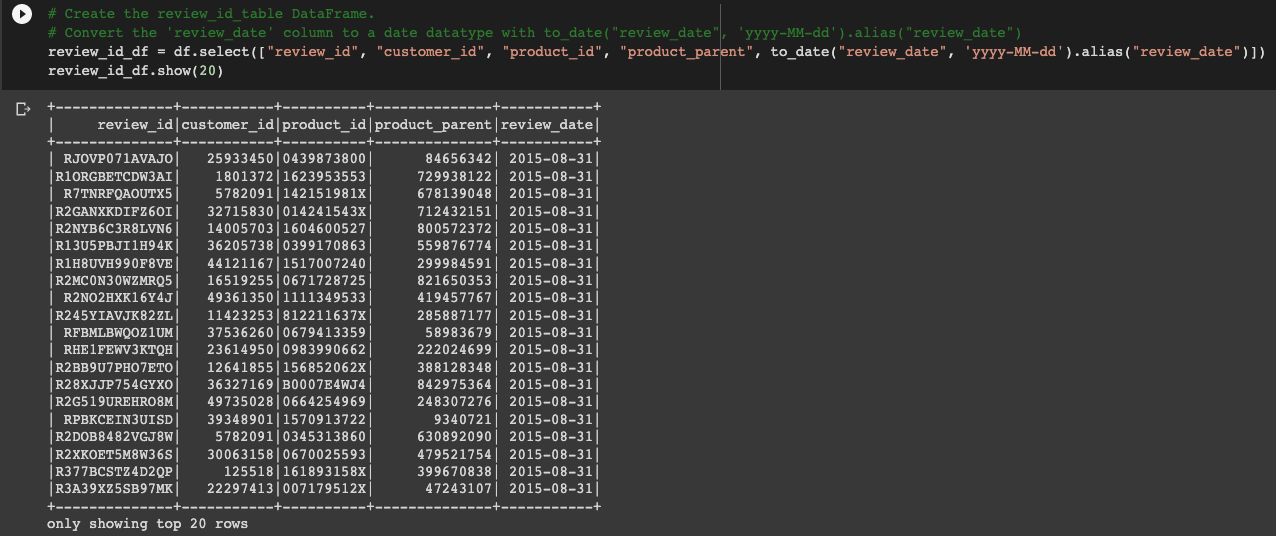 # Create the review_id_table DataFrame.
# Convert the 'review_date' column to a date datatype with to_date("review_date", 'yyyy-MM-dd').alias("review_date")
review_id_df = df.select(["review_id", "customer_id", "product_id", "product_parent", to_date("review_date", 'yyyy-MM-dd').alias("review_date")])
review_id_df.show(20)
+--------------+-----------+----------+--------------+-----------+
|     review_id|customer_id|product_id|product_parent|review_date|
+--------------+-----------+----------+--------------+-----------+
| RJOVP071AVAJO|   25933450|0439873800|      84656342| 2015-08-31|
|R1ORGBETCDW3AI|    1801372|1623953553|     729938122| 2015-08-31|
| R7TNRFQAOUTX5|    5782091|142151981X|     678139048| 2015-08-31|
|R2GANXKDIFZ6OI|   32715830|014241543X|     712432151| 2015-08-31|
|R2NYB6C3R8LVN6|   14005703|1604600527|     800572372| 2015-08-31|
|R13U5PBJI1H94K|   36205738|0399170863|     559876774| 2015-08-31|
|R1H8UVH990F8VE|   44121167|1517007240|     299984591| 2015-08-31|
|R2MC0N30WZMRQ5|   16519255|0671728725|     821650353| 2015-08-31|
| R2NO2HXK16Y4J|   49361350|1111349533|     419457767| 2015-08-31|
|R245YIAVJK82ZL|   11423253|812211637X|     285887177| 2015-08-31|
| RFBMLBWQOZ1UM|   37536260|0679413359|      58983679| 2015-08-31|
| RHE1FEWV3KTQH|   23614950|0983990662|     222024699| 2015-08-31|
|R2BB9U7PHO7ETO|   12641855|156852062X|     388128348| 2015-08-31|
|R28XJJP754GYXO|   36327169|B0007E4WJ4|     842975364| 2015-08-31|
|R2G519UREHRO8M|   49735028|0664254969|     248307276| 2015-08-31|
| RPBKCEIN3UISD|   39348901|1570913722|       9340721| 2015-08-31|
|R2DOB8482VGJ8W|    5782091|0345313860|     630892090| 2015-08-31|
|R2XKOET5M8W36S|   30063158|0670025593|     479521754| 2015-08-31|
|R377BCSTZ4D2QP|     125518|161893158X|     399670838| 2015-08-31|
|R3A39XZ5SB97MK|   22297413|007179512X|      47243107| 2015-08-31|
+--------------+-----------+----------+--------------+-----------+
only showing top 20 rows